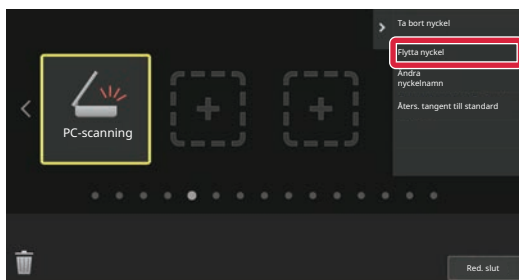 Ta bort nyckel
Flytta nyckel
Ändra
nyckelnamn
Åters. tangent till standard
PC-scanning
Red. slut